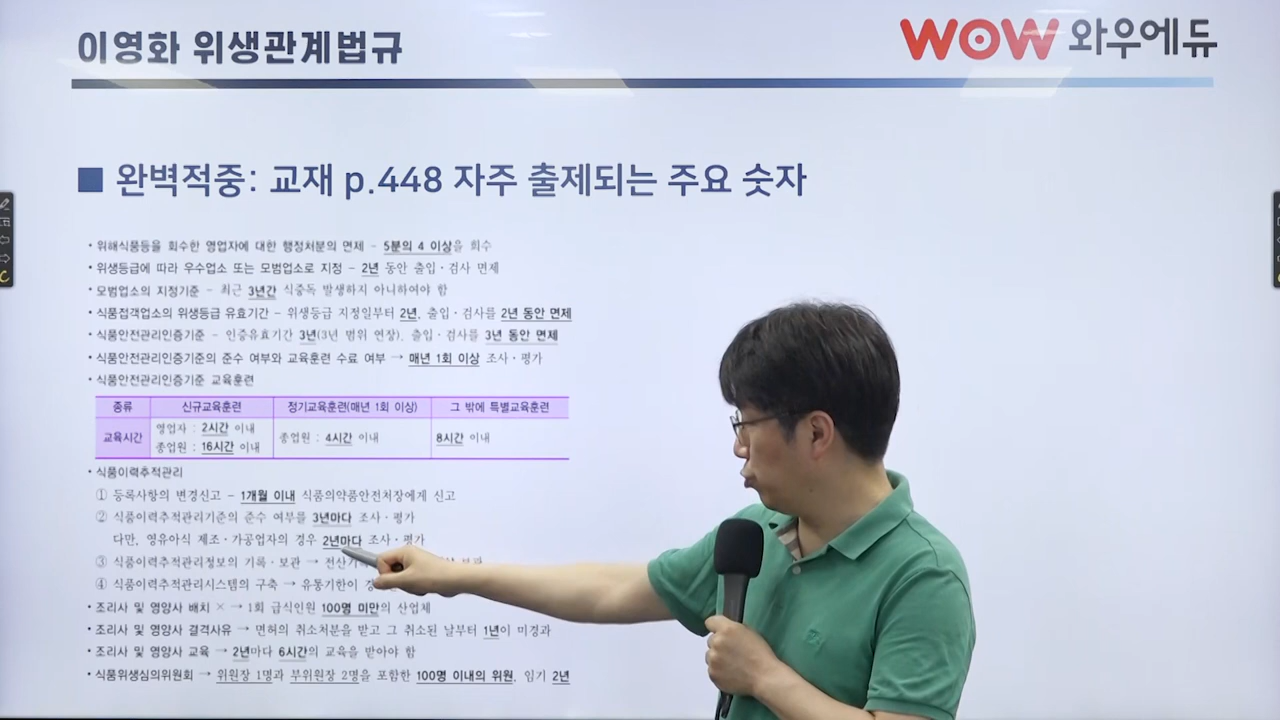 이영화 위생관계법규
WOW 와우에듀
■ 완벽적중: 교재 p.448 자주 출제되는 주요 숫자
• 위해식품등을 회수한 영업자에 대한 행정처분의 면제 - 5분의 4 이상을 회수
• 위생등급에 따라 우수업소 또는 모범업소로 지정 - 2년 동안 출입·검사 면제
• 모범업소의 지정기준 - 최근 3년간 식중독 발생하지 아니하여야 함
• 식품접객업소의 위생등급 유효기간 - 위생등급 지정일부터 2년, 출입·검사를 2년 동안 면제
• 식품안전관리인증기준 - 인증유효기간 3년(3년 범위 연장), 출입·검사를 3년 동안 면제
• 식품안전관리인증기준의 준수 여부와 교육훈련 수료 여부 → 매년 1회 이상 조사·평가
• 식품안전관리인증기준 교육훈련
종류 신규교육훈련 정기교육훈련(매년 1회 이상) 그 밖에 특별교육훈련
교육시간 영업자 : 2시간 이내 종업원 : 4시간 이내 8시간 이내
종업원 : 16시간 이내
• 식품이력추적관리
① 등록사항의 변경신고 - 1개월 이내 식품의약품안전처장에게 신고
② 식품이력추적관리기준의 준수 여부를 3년마다 조사·평가
다만, 영유아식 제조·가공업자의 경우 2년마다 조사·평가
③ 식품이력추적관리정보의 기록·보관 → 전산기 보관
④ 식품이력추적관리시스템의 구축 → 유통기한이 경
• 조리사 및 영양사 배치 × → 1회 급식인원 100명 미만의 산업체
• 조리사 및 영양사 결격사유 → 면허의 취소처분을 받고 그 취소된 날부터 1년이 미경과
• 조리사 및 영양사 교육 → 2년마다 6시간의 교육을 받아야 함
• 식품위생심의위원회 → 위원장 1명과 부위원장 2명을 포함한 100명 이내의 위원, 임기 2년